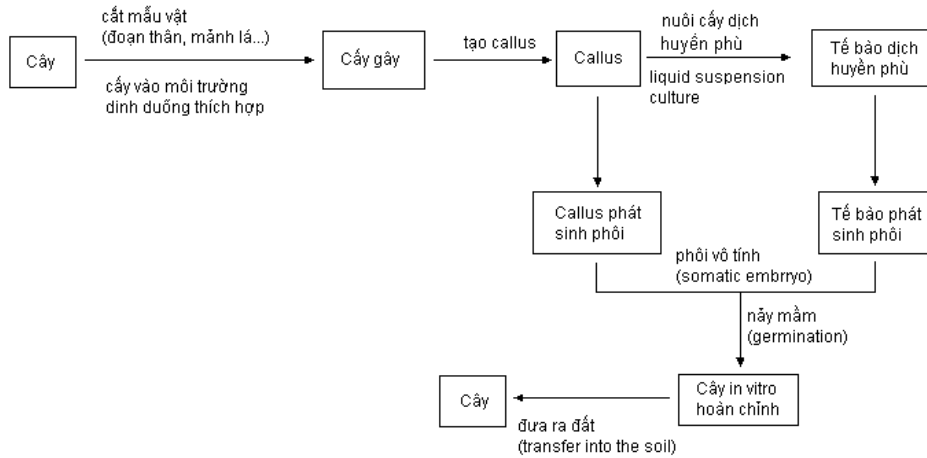 cắt mẫu vật
(đoạn thân, mảnh lá...)
Cây
cấy vào môi trường
dinh duống thích hợp
Cấy gây
tạo callus
Callus
nuôi cấy dịch
huyền phù
liquid suspension
culture
Tế bào dịch
huyền phù
Callus phát
sinh phôi
Tế bào phát
sinh phôi
phôi vô tính
(somatic embrryo)
nảy mầm
(germination)
Cây in vitro
hoàn chỉnh
Cây
đưa ra đất
(transfer into the soil)